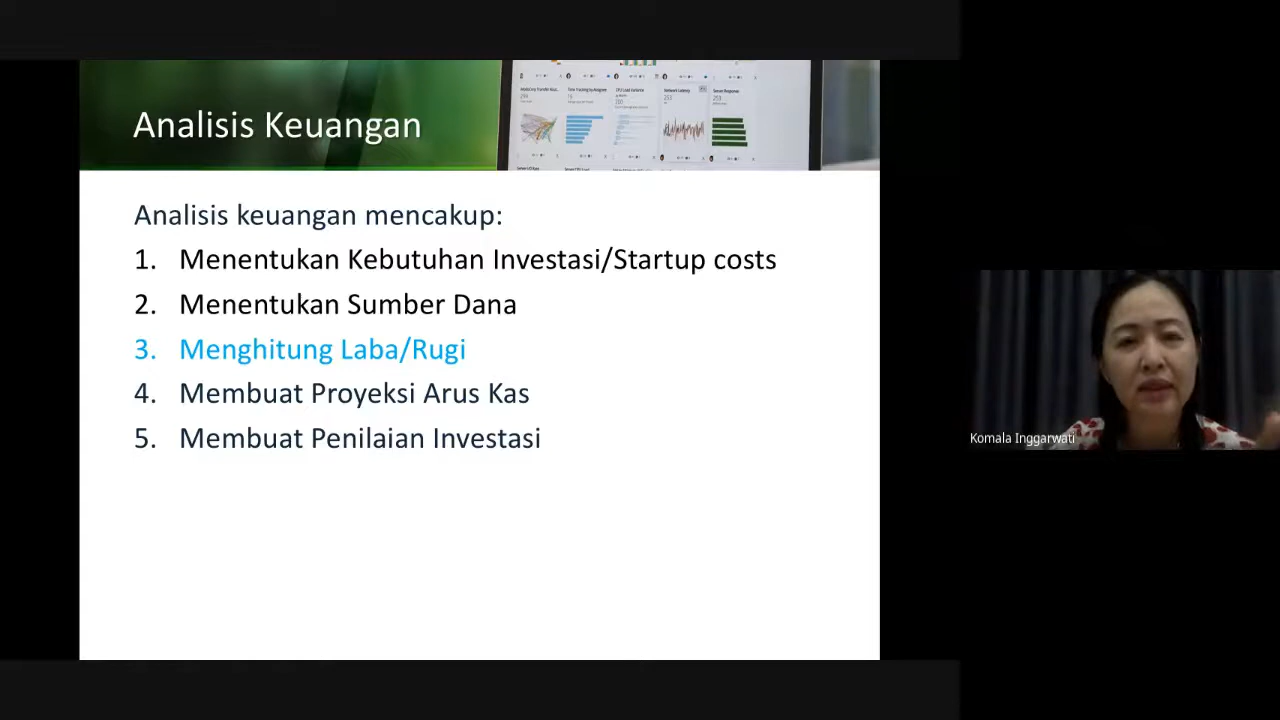 Analisis Keuangan
Analisis keuangan mencakup:
1. Menentukan Kebutuhan Investasi/Startup costs
2. Menentukan Sumber Dana
3. Menghitung Laba/Rugi
4. Membuat Proyeksi Arus Kas
5. Membuat Penilaian Investasi
Komala Inggarwati